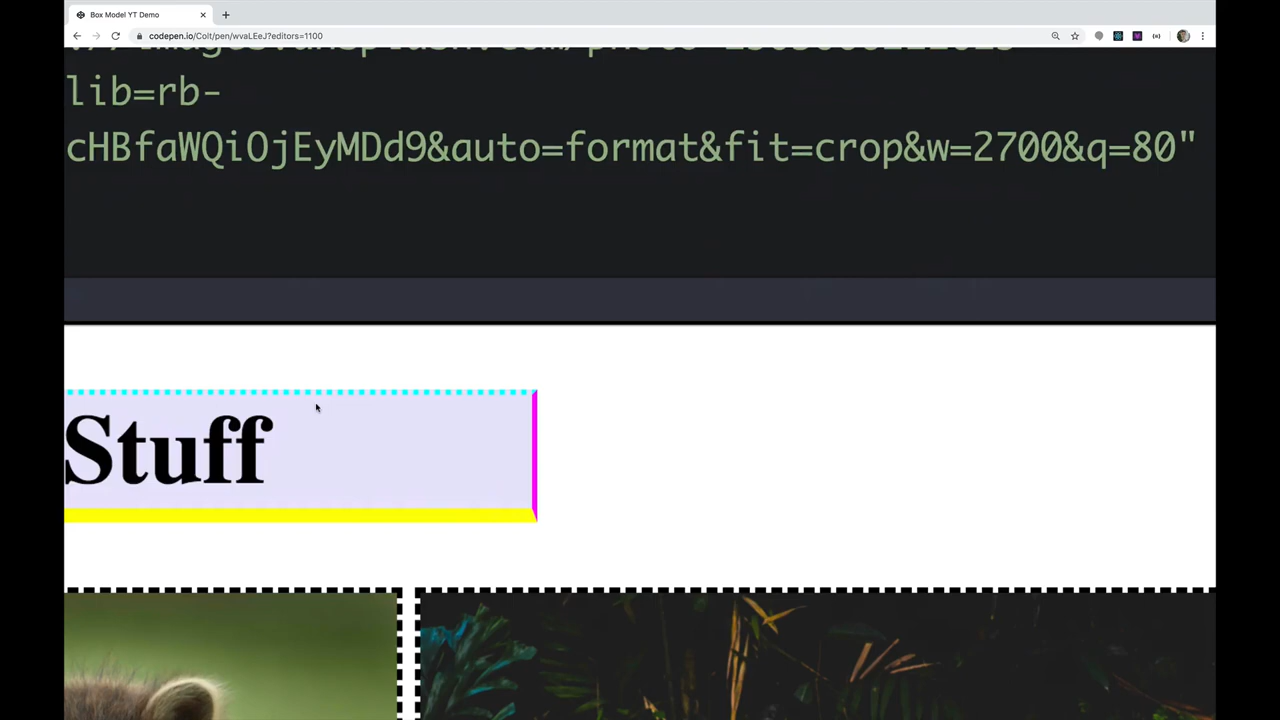 Box Model YT Demo
codepen.io/Colt/pen/wvaLEeJ?editors=1100
lib=rb-
cHBfaWQiOjEyMDd9&auto=format&fit=crop&w=2700&q=80"
Stuff